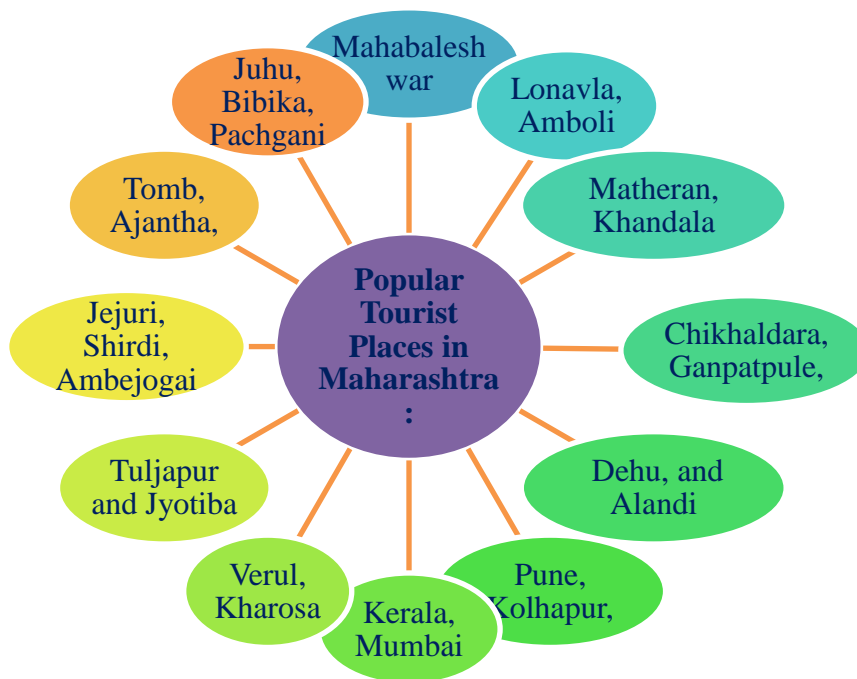 Mahabalesh
war
Lonavla,
Amboli
Matheran,
Khandala
Chikhaldara,
Ganpatpule,
Dehu, and
Alandi
Pune,
Kolhapur,
Kerala,
Mumbai
Verul,
Kharosa
Tuljapur
and Jyotiba
Jejuri,
Shirdi,
Ambejogai
Tomb,
Ajantha,
Juhu,
Bibika,
Pachgani
Popular
Tourist
Places in
Maharashtra
: